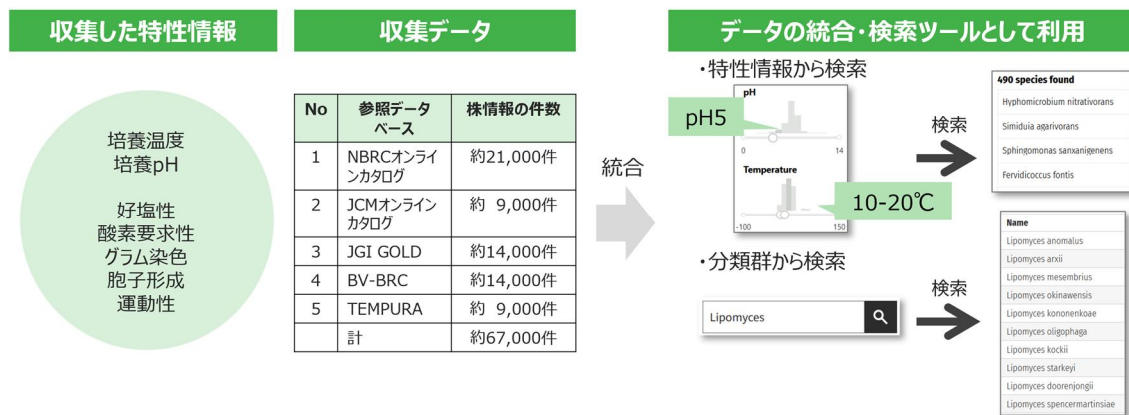 収集した特性情報
培養温度
培養pH
好塩性
酸素要求性
グラム染色
胞子形成
運動性
収集データ
No 参照データベース 株情報の件数
1 NBRCオンラインカタログ 約21,000件
2 JCMオンラインカタログ 約 9,000件
3 JGI GOLD 約14,000件
4 BV-BRC 約14,000件
5 TEMPURA 約 9,000件
計 約67,000件
統合
データの統合・検索ツールとして利用
・特性情報から検索
pH
pH5
0 14
Temperature
10-20℃
-100 150
検索
490 species found
Hyphomicrobium nitrativorans
Simiduia agarivorans
Sphingomonas sanxanigenens
Fervidicoccus fontis
・分類群から検索
Lipomyces
検索
Name
Lipomyces anomalus
Lipomyces arxii
Lipomyces mesembrius
Lipomyces okinawensis
Lipomyces kononenkoae
Lipomyces oligophaga
Lipomyces kockii
Lipomyces starkeyi
Lipomyces doorenjongii
Lipomyces spencermartinsiae